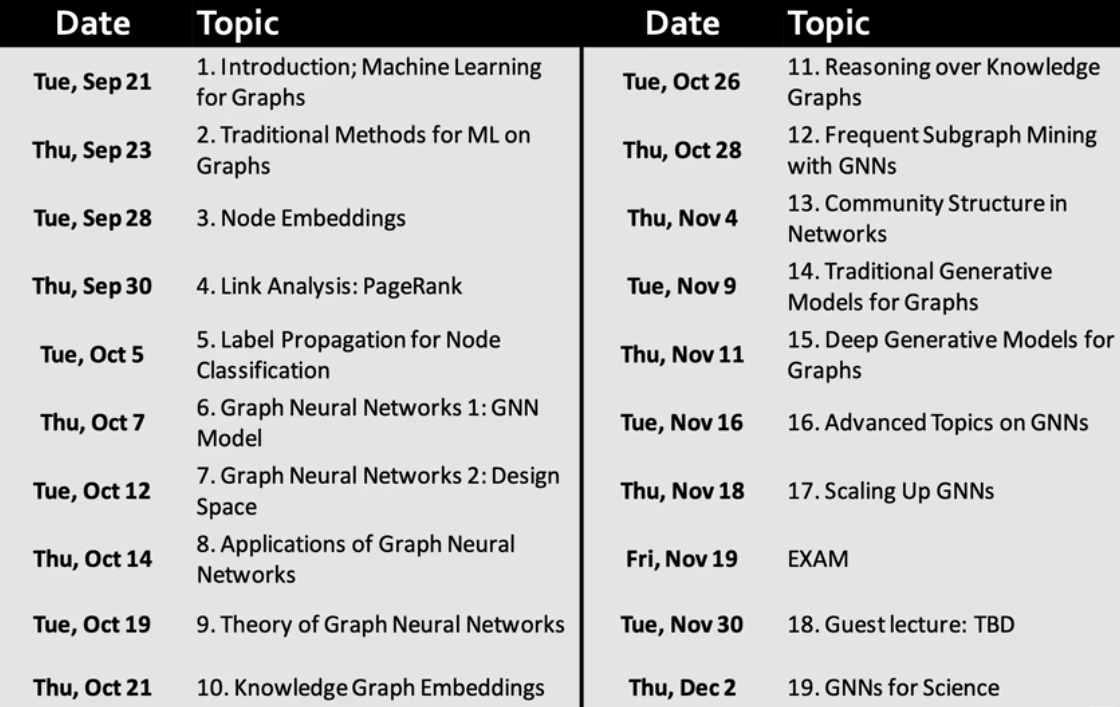 Date Topic
Tue, Sep 21 1. Introduction; Machine Learning
for Graphs
Thu, Sep 23 2. Traditional Methods for ML on
Graphs
Tue, Sep 28 3. Node Embeddings
Thu, Sep 30 4. Link Analysis: PageRank
Tue, Oct 5 5. Label Propagation for Node
Classification
Thu, Oct 7 6. Graph Neural Networks 1: GNN
Model
Tue, Oct 12 7. Graph Neural Networks 2: Design
Space
Thu, Oct 14 8. Applications of Graph Neural
Networks
Tue, Oct 19 9. Theory of Graph Neural Networks
Thu, Oct 21 10. Knowledge Graph Embeddings
Date Topic
Tue, Oct 26 11. Reasoning over Knowledge
Graphs
Thu, Oct 28 12. Frequent Subgraph Mining
with GNNs
Thu, Nov 4 13. Community Structure in
Networks
Tue, Nov 9 14. Traditional Generative
Models for Graphs
Thu, Nov 11 15. Deep Generative Models for
Graphs
Tue, Nov 16 16. Advanced Topics on GNNs
Thu, Nov 18 17. Scaling Up GNNs
Fri, Nov 19 EXAM
Tue, Nov 30 18. Guest lecture: TBD
Thu, Dec 2 19. GNNs for Science